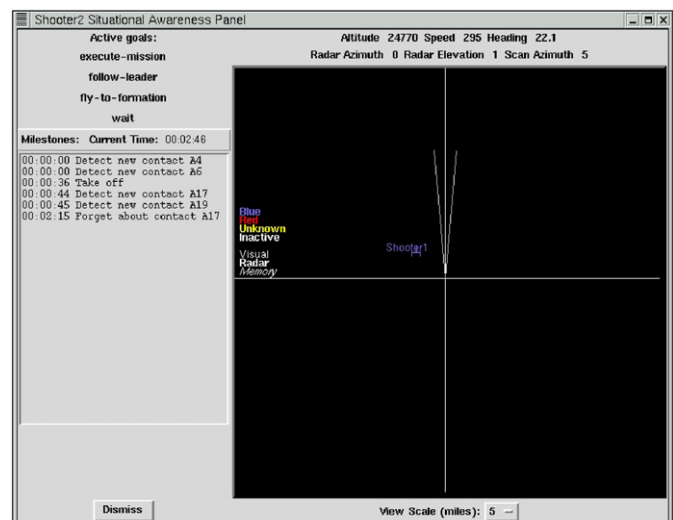 Shooter2 Situational Awareness Panel
Active goals:
execute-mission
follow-leader
fly-to-formation
wait
Milestones: Current Time: 00:02:46
00:00:00 Detect new contact A4
00:00:00 Detect new contact A6
00:00:36 Take off
00:00:44 Detect new contact A17
00:00:45 Detect new contact A19
00:02:15 Forget about contact A17
Dismiss
Altitude 24770 Speed 295 Heading 22.1
Radar Azimuth 0 Radar Elevation 1 Scan Azimuth 5
Blue
Red
Unknown
Inactive
Visual
Radar
Memory
Shooter1
View Scale (miles): 5